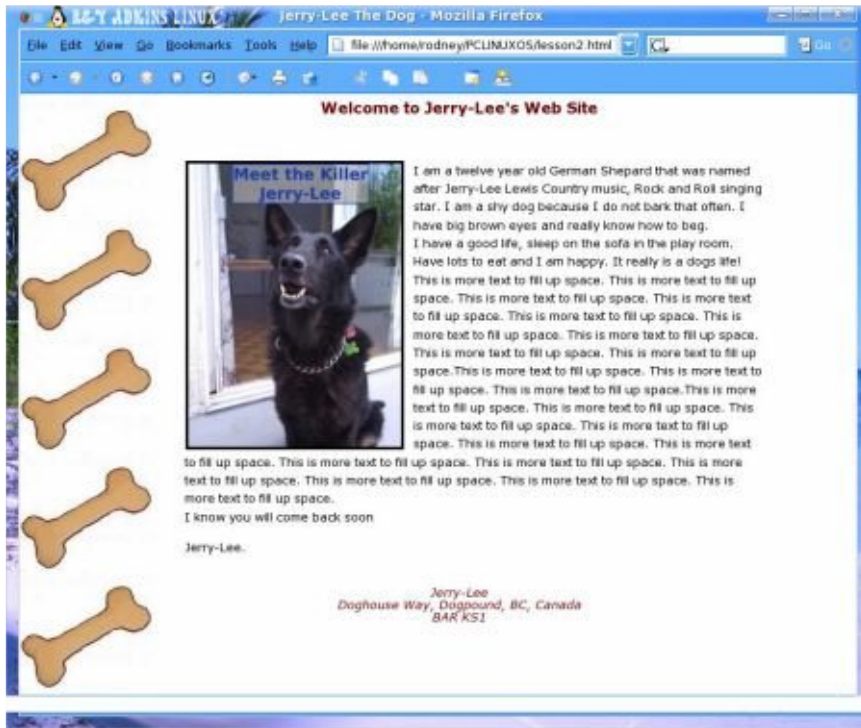 R&Y ADKINS LINUX Jerry-Lee The Dog - Mozilla Firefox
File Edit View Go Bookmarks Tools Help file:///home/rodney/PCLINUXOS/lesson2.html G Go
Welcome to Jerry-Lee's Web Site
Meet the Killer
Jerry-Lee
I am a twelve year old German Shepard that was named
after Jerry-Lee Lewis Country music, Rock and Roll singing
star. I am a shy dog because I do not bark that often. I
have big brown eyes and really know how to beg.
I have a good life, sleep on the sofa in the play room.
Have lots to eat and I am happy. It really is a dogs life!
This is more text to fill up space. This is more text to fill up
space. This is more text to fill up space. This is more text
to fill up space. This is more text to fill up space. This is
more text to fill up space. This is more text to fill up space.
This is more text to fill up space. This is more text to fill up
space.This is more text to fill up space. This is more text to
fill up space. This is more text to fill up space.This is more
text to fill up space. This is more text to fill up space. This
is more text to fill up space. This is more text to fill up
space. This is more text to fill up space. This is more text
to fill up space. This is more text to fill up space. This is more text to fill up space. This is more
text to fill up space. This is more text to fill up space. This is more text to fill up space. This is
more text to fill up space.
I know you will come back soon
Jerry-Lee.
Jerry-Lee
Doghouse Way, Dogpound, BC, Canada
BAR KS1